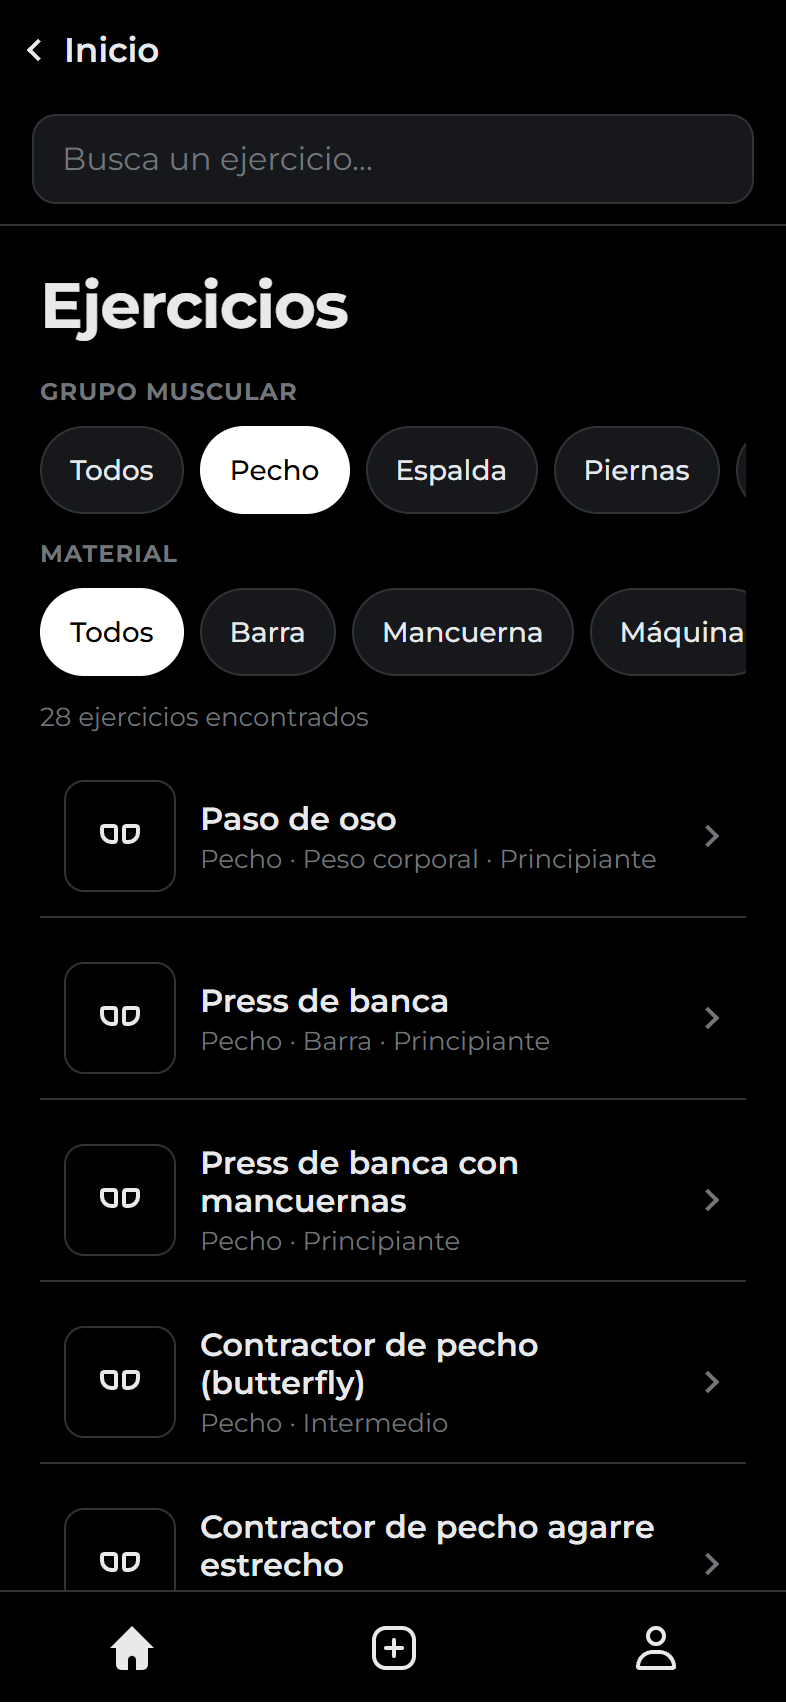 Inicio
Busca un ejercicio...
Ejercicios
GRUPO MUSCULAR
Todos
Pecho
Espalda
Piernas
MATERIAL
Todos
Barra
Mancuerna
Máquina
28 ejercicios encontrados
Paso de oso
Pecho · Peso corporal · Principiante
Press de banca
Pecho · Barra · Principiante
Press de banca con
mancuernas
Pecho · Principiante
Contractor de pecho
(butterfly)
Pecho · Intermedio
Contractor de pecho agarre
estrecho